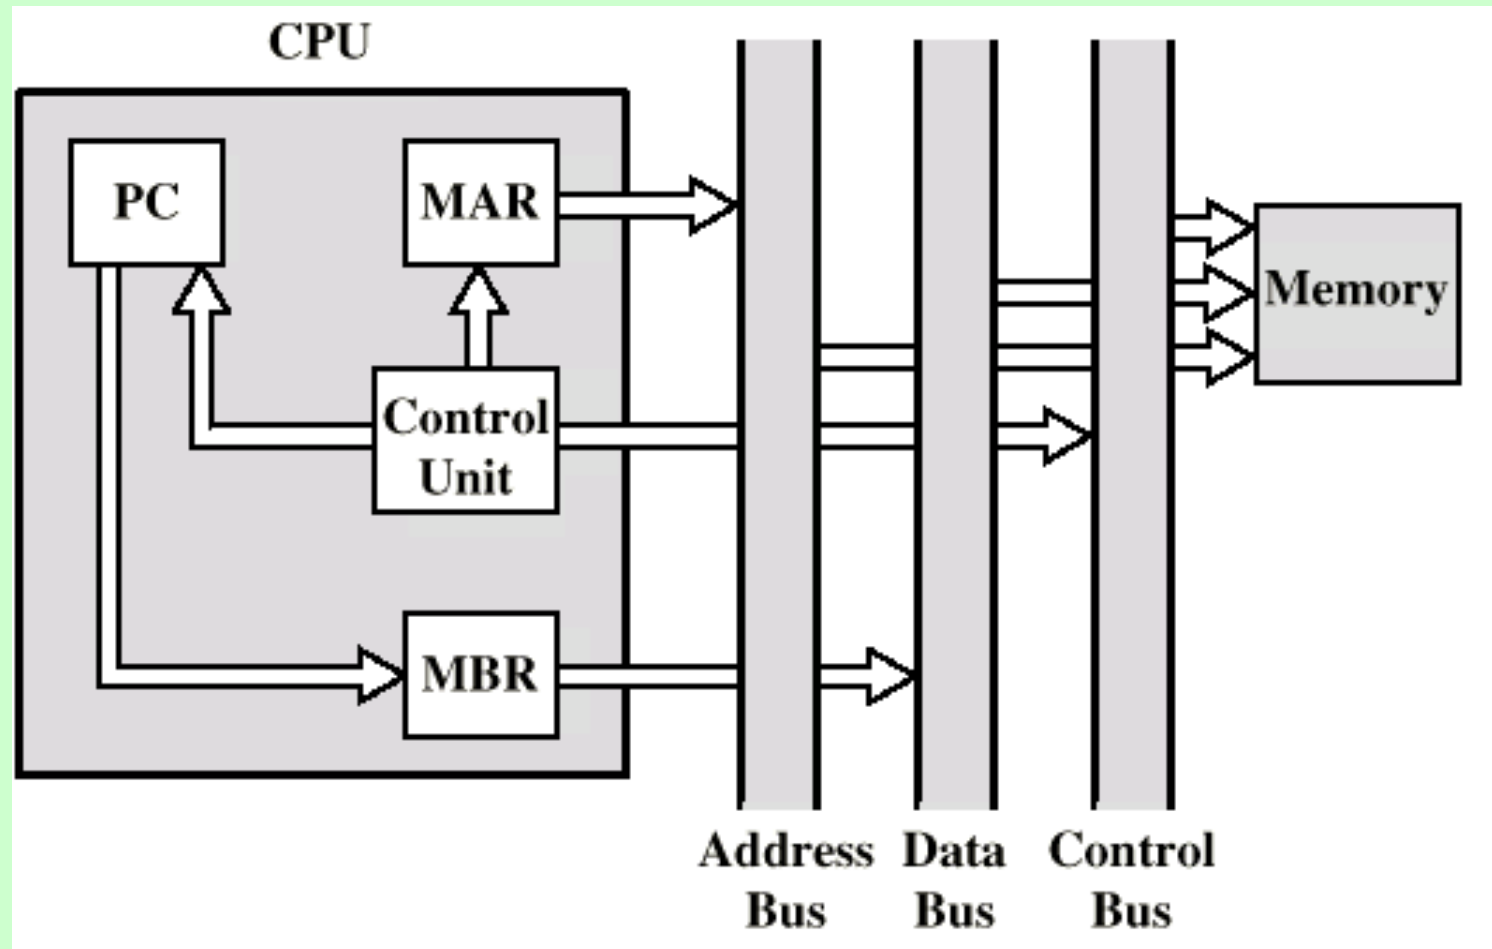 CPU
PC
MAR
Memory
Control
Unit
MBR
Address
Bus
Data
Bus
Control
Bus